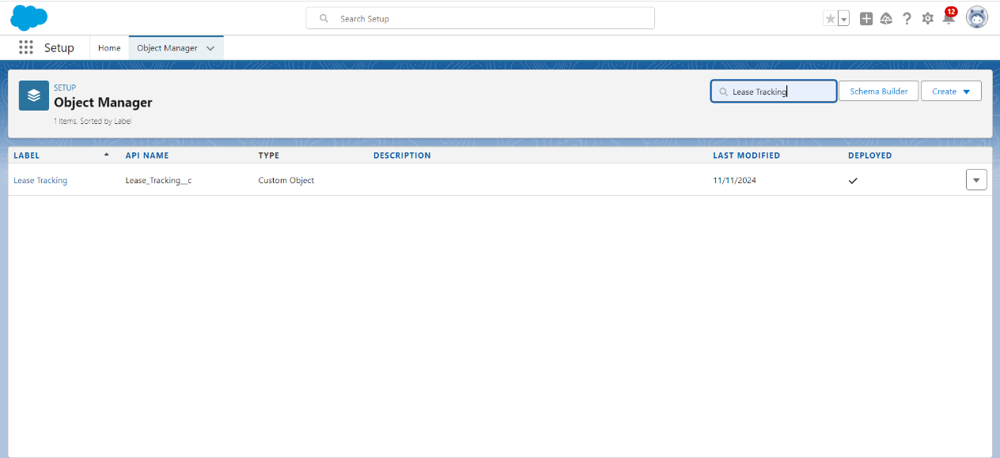 Search Setup
12
Setup
Home
Object Manager
SETUP
Object Manager
1 Items, Sorted by Label
Lease Tracking
Schema Builder
Create
LABEL API NAME TYPE DESCRIPTION LAST MODIFIED DEPLOYED
Lease Tracking Lease_Tracking__c Custom Object 11/11/2024